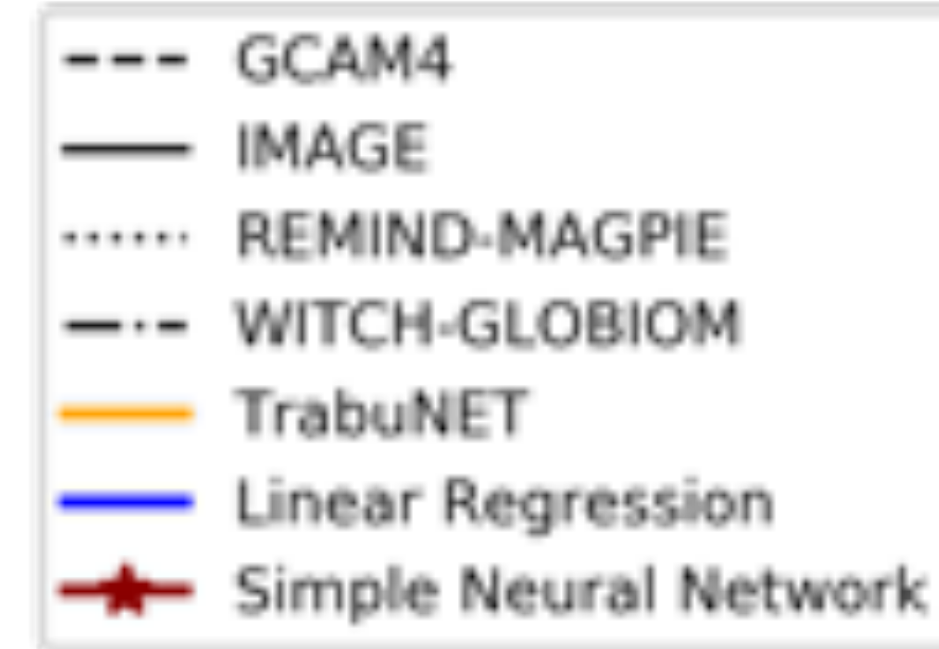 GCAM4
IMAGE
REMIND-MAGPIE
WITCH-GLOBIOM
TrabuNET
Linear Regression
Simple Neural Network